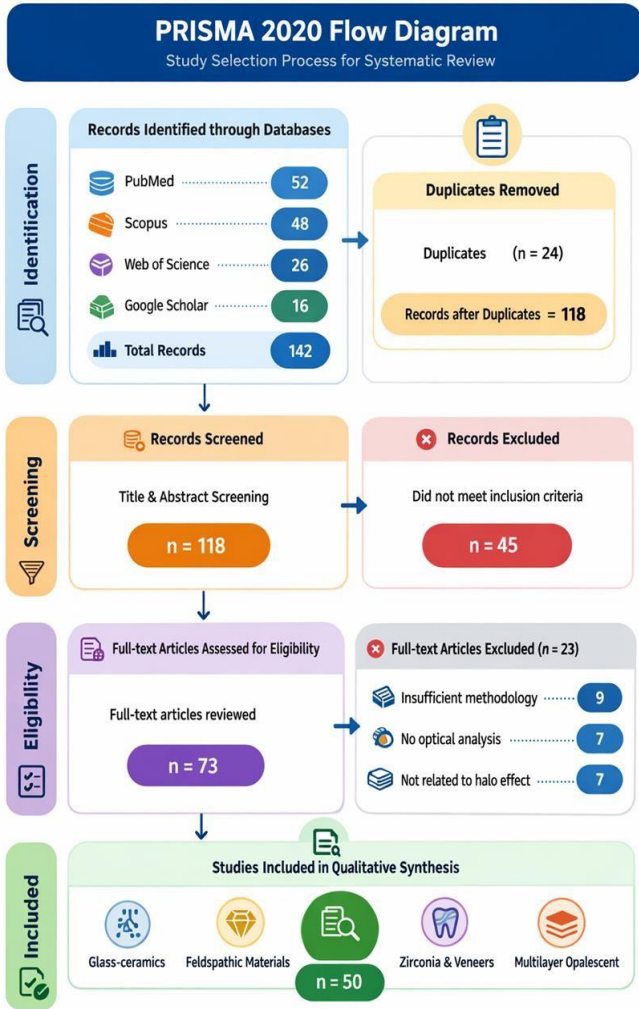 PRISMA 2020 Flow Diagram
Study Selection Process for Systematic Review
Identification
Records Identified through Databases
PubMed 52
Scopus 48
Web of Science 26
Google Scholar 16
Total Records 142
Duplicates Removed
Duplicates (n = 24)
Records after Duplicates = 118
Screening
Records Screened
Title & Abstract Screening
n = 118
Records Excluded
Did not meet inclusion criteria
n = 45
Eligibility
Full-text Articles Assessed for Eligibility
Full-text articles reviewed
n = 73
Full-text Articles Excluded (n = 23)
Insufficient methodology 9
No optical analysis 7
Not related to halo effect 7
Included
Studies Included in Qualitative Synthesis
Glass-ceramics
Feldspathic Materials
n = 50
Zirconia & Veneers
Multilayer Opalescent